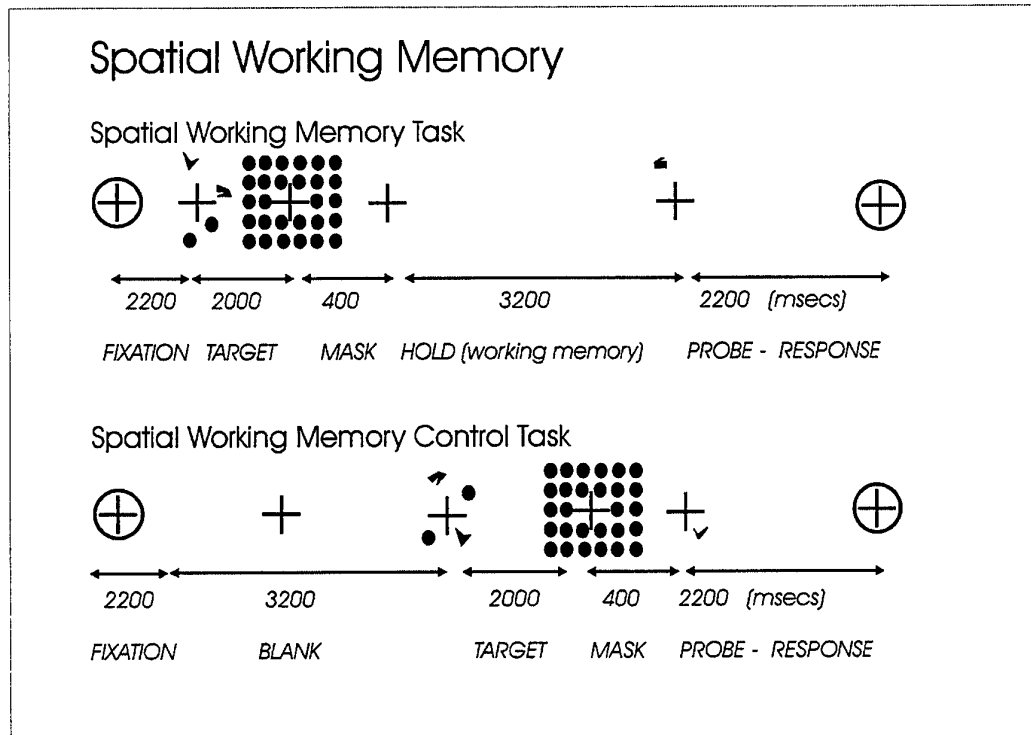 Spatial Working Memory
Spatial Working Memory Task
2200 2000 400 3200 2200 (msecs)
FIXATION TARGET MASK HOLD (working memory) PROBE - RESPONSE
Spatial Working Memory Control Task
2200 3200 2000 400 2200 (msecs)
FIXATION BLANK TARGET MASK PROBE - RESPONSE